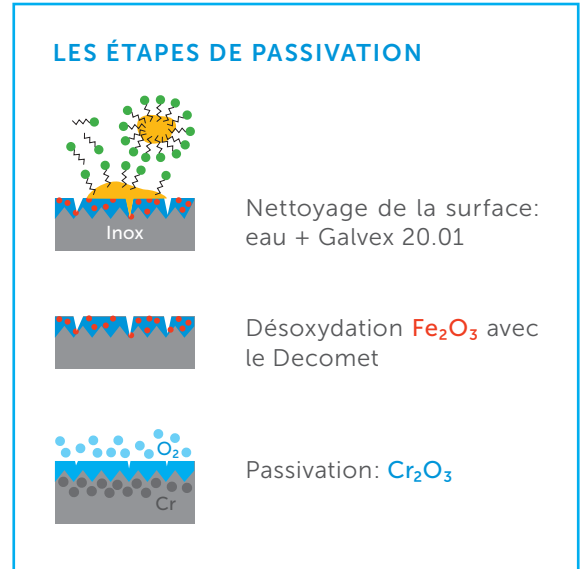 LES ÉTAPES DE PASSIVATION
Inox
Nettoyage de la surface:
eau + Galvex 20.01
Désoxydation Fe₂O₃ avec
le Decomet
O₂
Cr
Passivation: Cr₂O₃